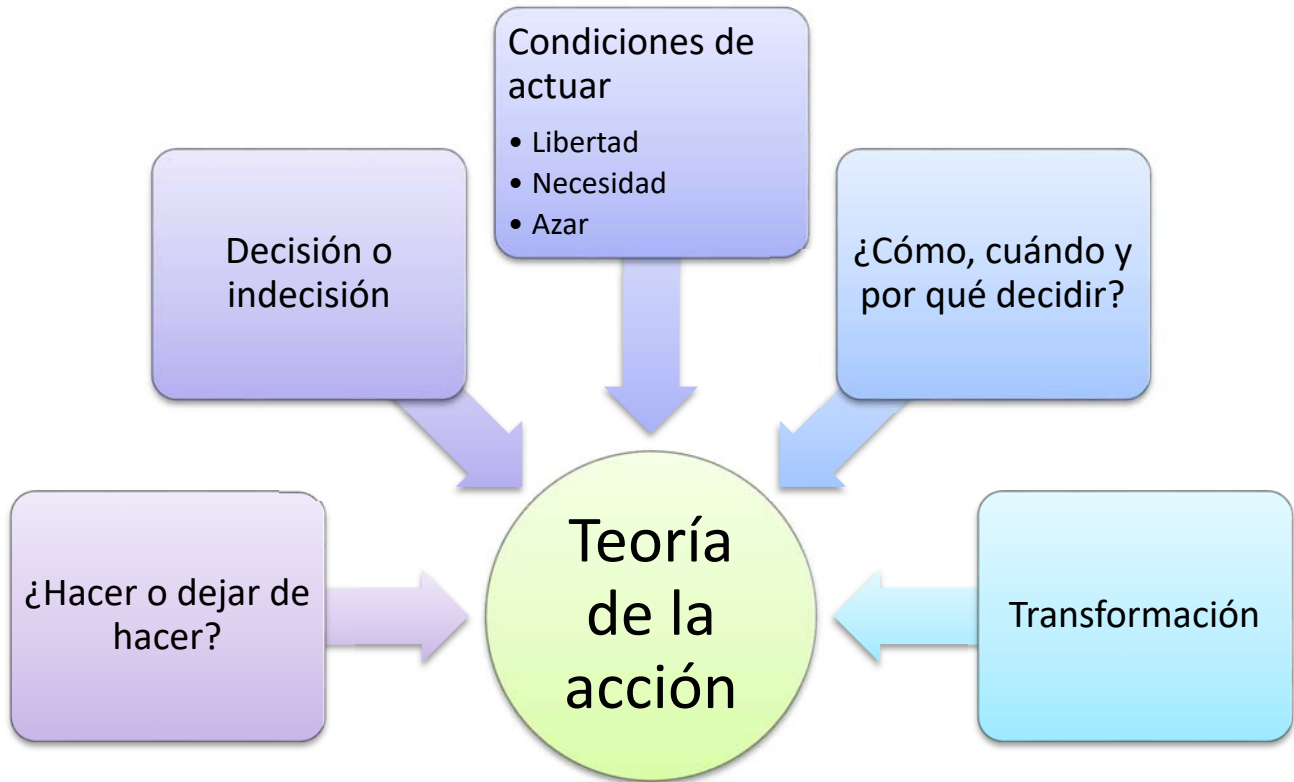 Condiciones de
actuar
• Libertad
• Necesidad
• Azar
Decisión o
indecisión
¿Cómo, cuándo y
por qué decidir?
¿Hacer o dejar de
hacer?
Teoría
de la
acción
Transformación